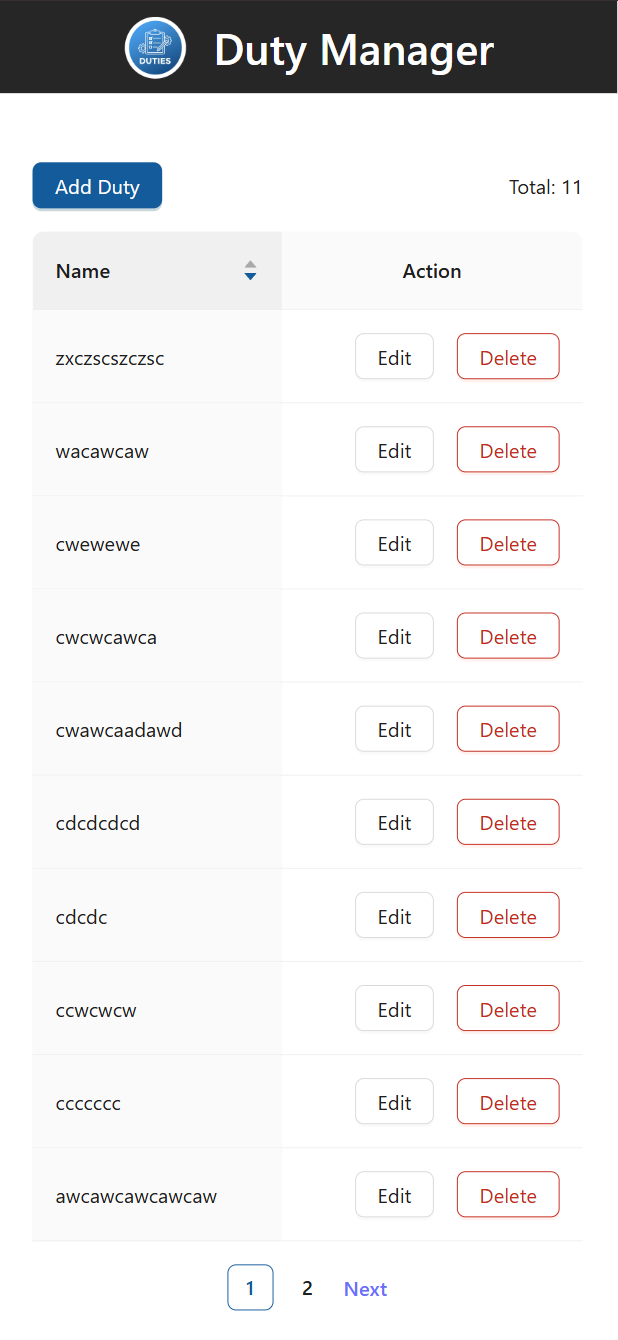 DUTIES
Duty Manager
Add Duty
Total: 11
Name Action
zxczscszczsc Edit Delete
wacawcaw Edit Delete
cwewewe Edit Delete
cwcwcawca Edit Delete
cwawcaadawd Edit Delete
cdcdcdcd Edit Delete
cdcdc Edit Delete
ccwcwcw Edit Delete
ccccccc Edit Delete
awcawcawcawcaw Edit Delete
1 2 Next